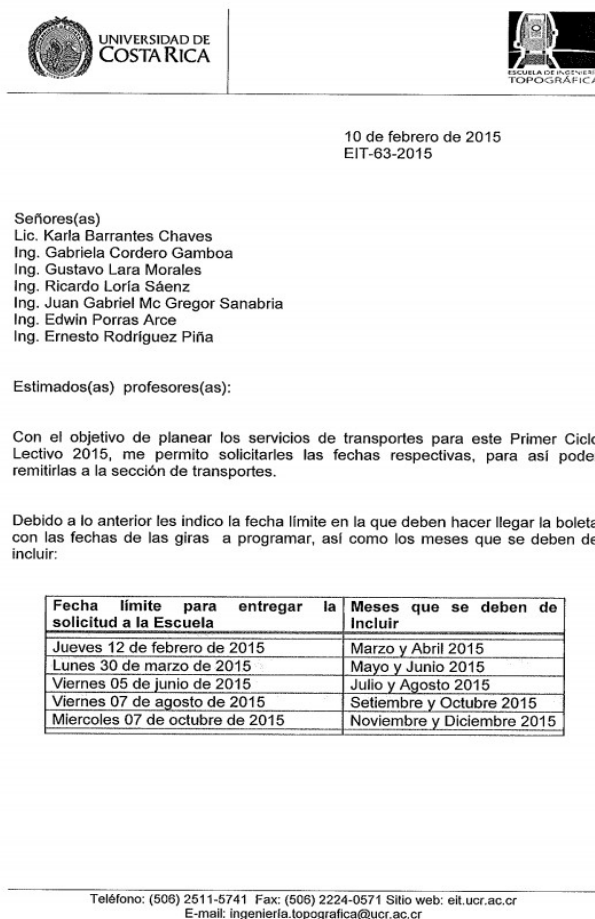 UNIVERSIDAD DE
COSTA RICA
ESCUELA DE INGENIERÍ
TOPOGRÁFICA
10 de febrero de 2015
EIT-63-2015
Señores(as)
Lic. Karla Barrantes Chaves
Ing. Gabriela Cordero Gamboa
Ing. Gustavo Lara Morales
Ing. Ricardo Loría Sáenz
Ing. Juan Gabriel Mc Gregor Sanabria
Ing. Edwin Porras Arce
Ing. Ernesto Rodríguez Piña
Estimados(as) profesores(as):
Con el objetivo de planear los servicios de transportes para este Primer Ciclo
Lectivo 2015, me permito solicitarles las fechas respectivas, para así poder
remitirlas a la sección de transportes.
Debido a lo anterior les indico la fecha límite en la que deben hacer llegar la boleta
con las fechas de las giras a programar, así como los meses que se deben de
incluir:
Fecha límite para entregar la solicitud a la Escuela
Meses que se deben de Incluir
Jueves 12 de febrero de 2015 Marzo y Abril 2015
Lunes 30 de marzo de 2015 Mayo y Junio 2015
Viernes 05 de junio de 2015 Julio y Agosto 2015
Viernes 07 de agosto de 2015 Setiembre y Octubre 2015
Miercoles 07 de octubre de 2015 Noviembre y Diciembre 2015
Teléfono: (506) 2511-5741 Fax: (506) 2224-0571 Sitio web: eit.ucr.ac.cr
E-mail: ingeniería.topografica@ucr.ac.cr